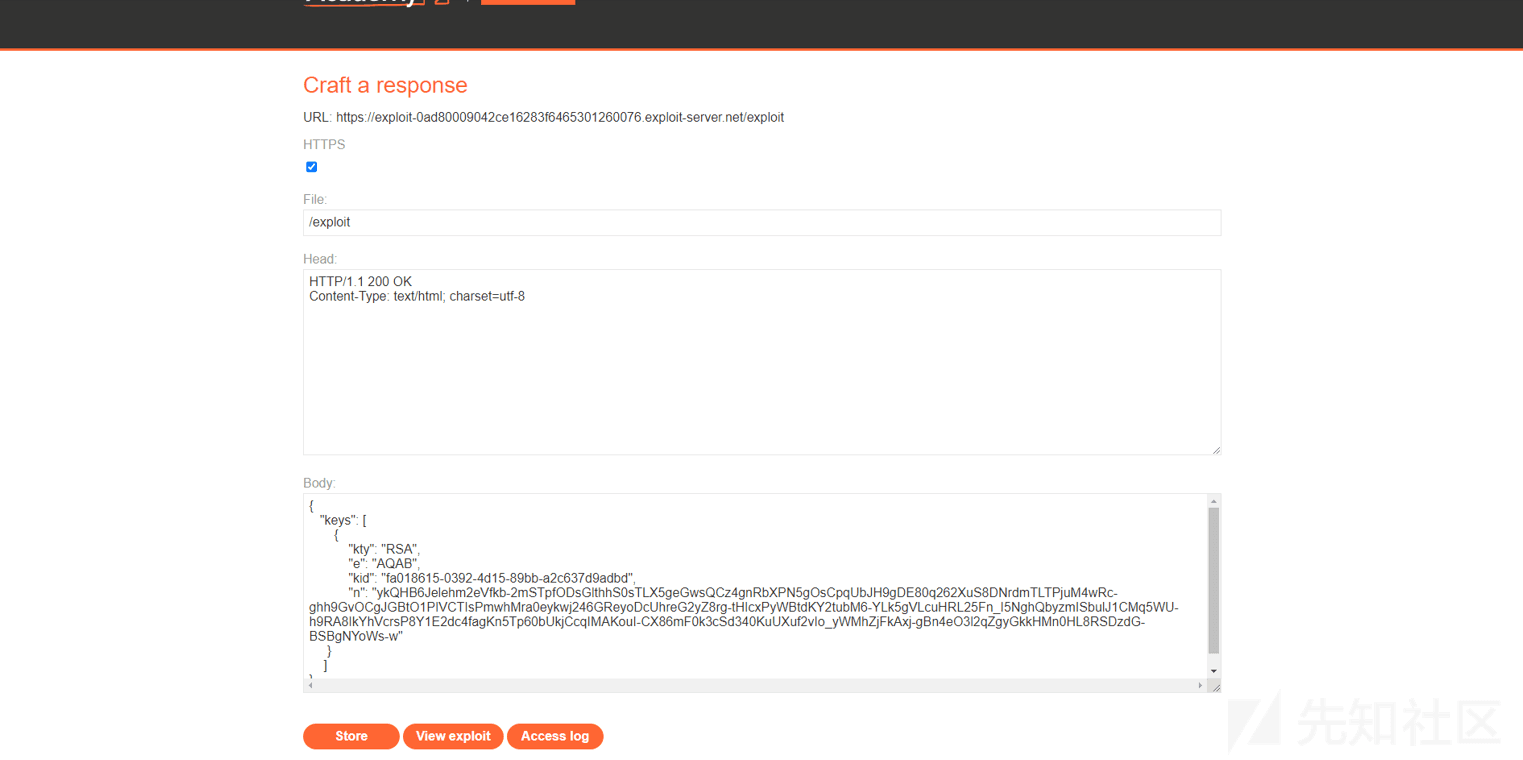 Craft a response
URL: https://exploit-0ad80009042ce16283f6465301260076.exploit-server.net/exploit
HTTPS
File:
/exploit
Head:
HTTP/1.1 200 OK
Content-Type: text/html; charset=utf-8
Body:
{
"keys": [
{
"kty": "RSA",
"e": "AQAB",
"kid": "fa018615-0392-4d15-89bb-a2c637d9adbd",
"n": "ykQHB6Jelehm2eVfkb-2mSTpfODsGlthhS0sTLX5geGwsQCz4gnRbXPN5gOsCpqUbJH9gDE80q262XuS8DNrdmTLTPjuM4wRc-
ghh9GvOCgJGBtO1PlVCTIsPmwhMra0eykwj246GReyoDcUhreG2yZ8rg-tHlcxPyWBtdKY2tubM6-YLk5gVLcuHRL25Fn_I5NghQbyzmISbulJ1CMq5WU-
h9RA8lkYhVcrsP8Y1E2dc4fagKn5Tp60bUkjCcqIMAKouI-CX86mF0k3cSd340KuUXuf2vIo_yWMhZjFkAxj-gBn4eO3l2qZgyGkkHMn0HL8RSDzdG-
BSBgNYoWs-w"
}
]
Store
View exploit
Access log
先知社区